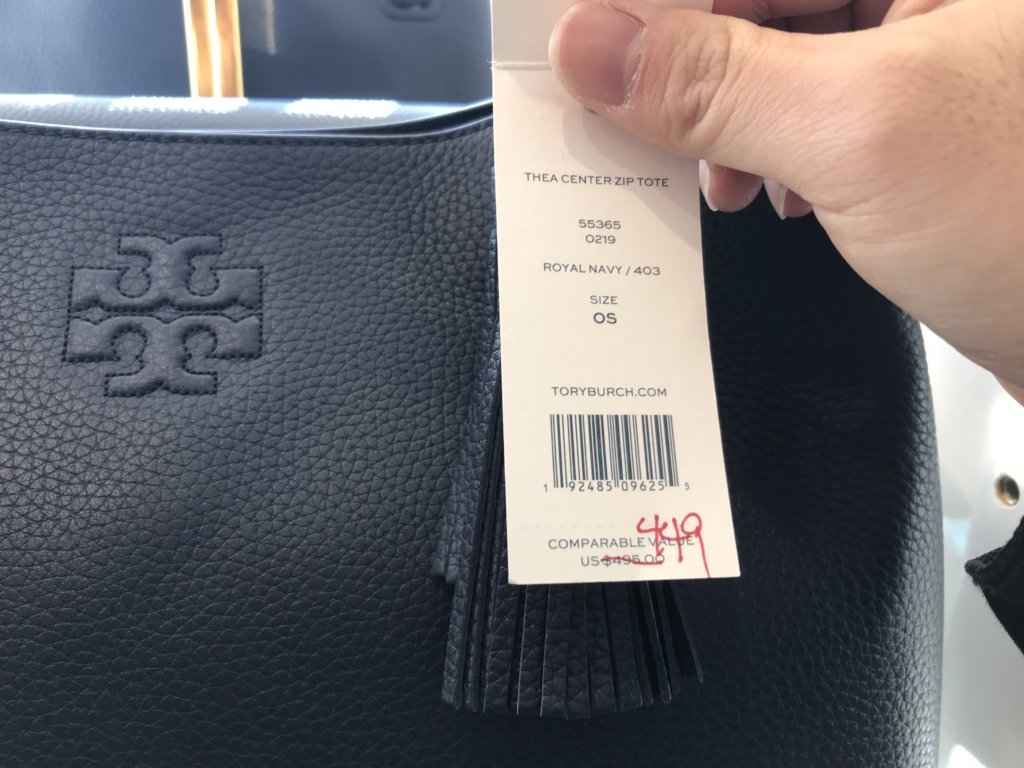 THEA CENTER ZIP TOTE
55365
0219
ROYAL NAVY / 403
SIZE
OS
TORYBURCH.COM
1 92485 09625 5
449
COMPARABLE VALUE
US $495.00